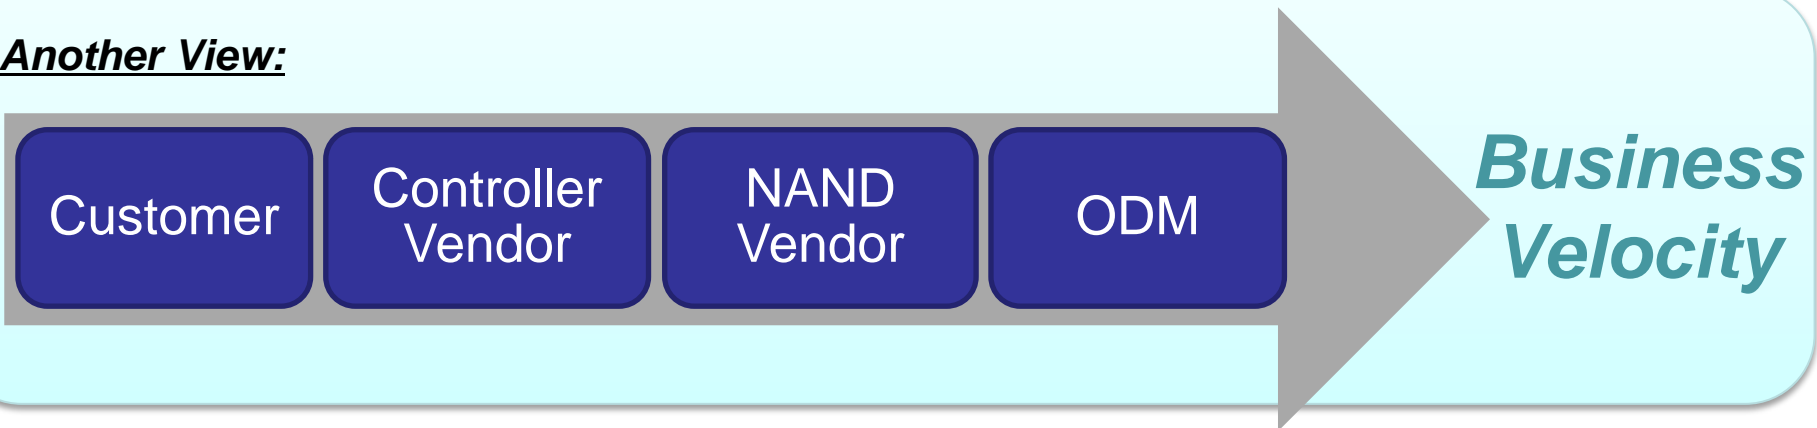 Another View:
Customer
Controller
Vendor
NAND
Vendor
ODM
Business
Velocity